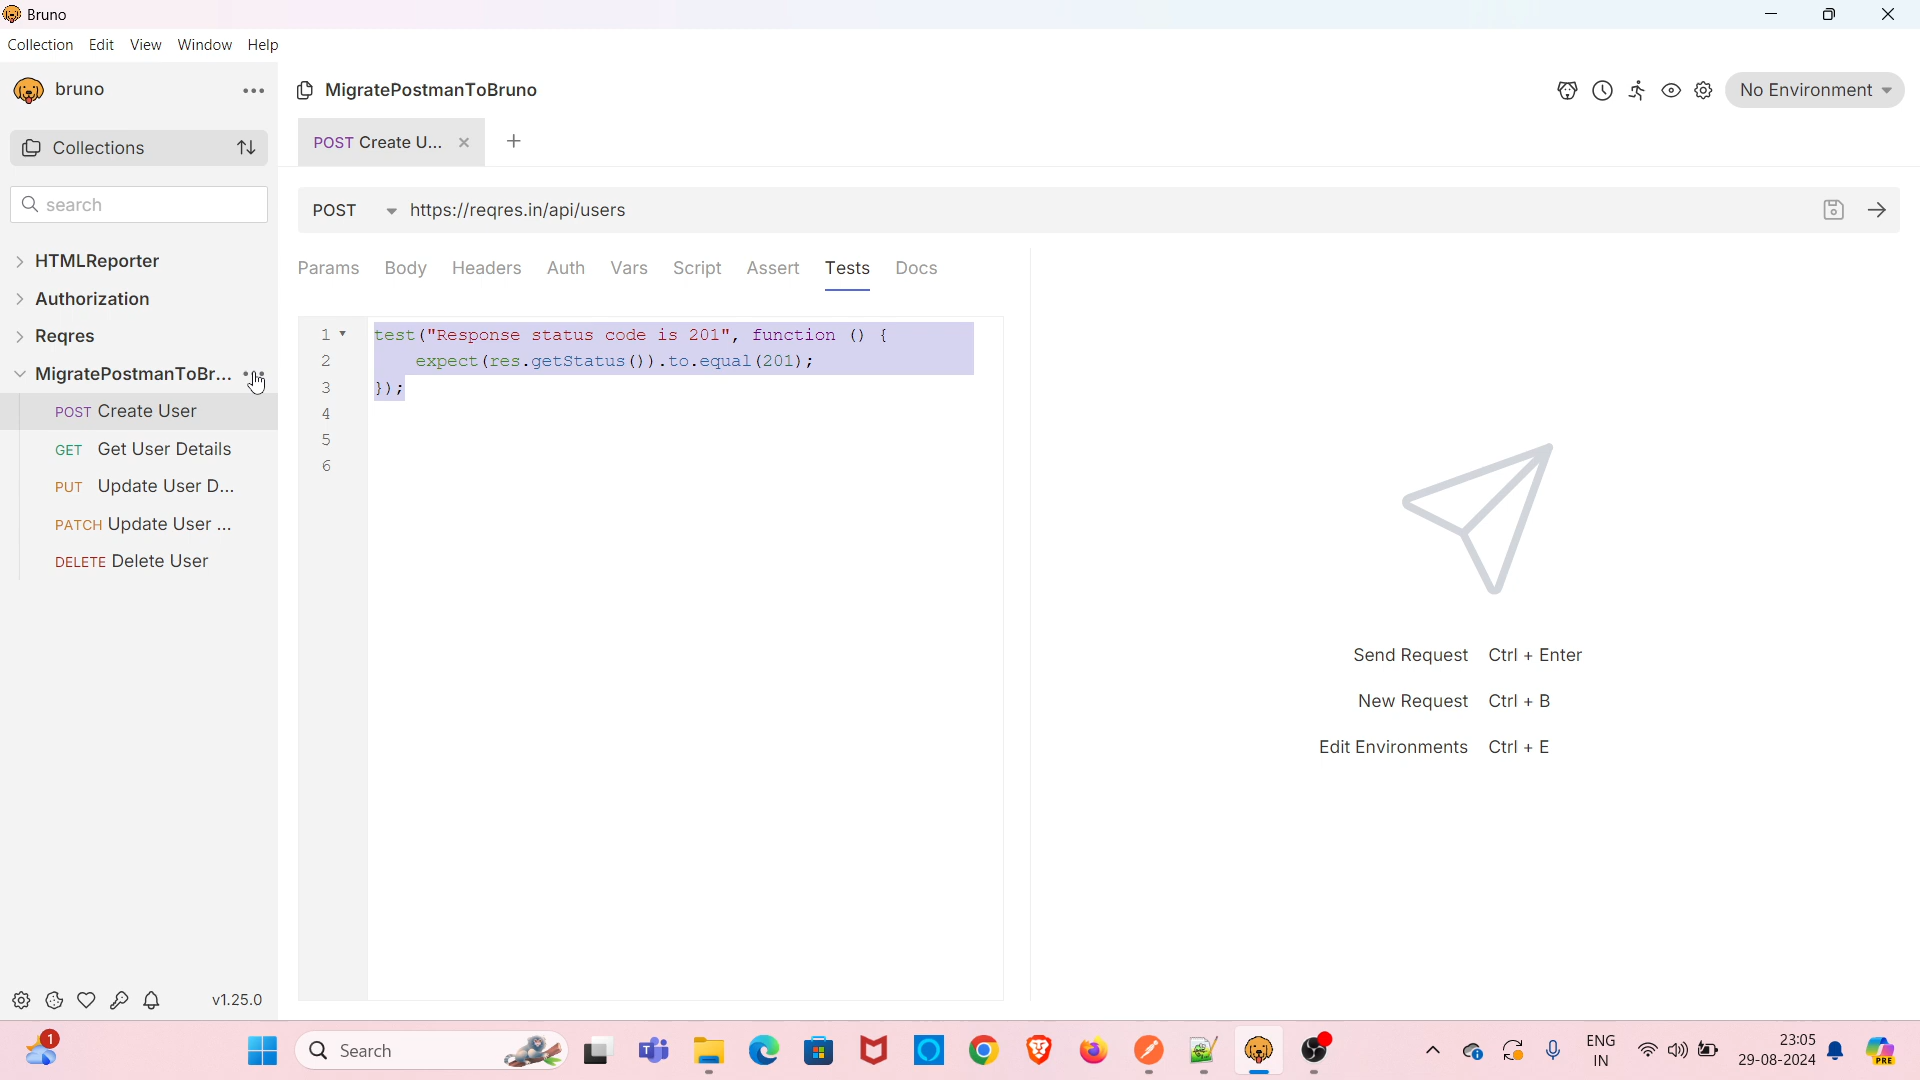 Bruno
Collection Edit View Window Help
bruno
MigratePostmanToBruno
No Environment
Collections
POST Create U...
search
POST https://reqres.in/api/users
HTMLReporter
Authorization
Reqres
MigratePostmanToBr...
POST Create User
GET Get User Details
PUT Update User D...
PATCH Update User ...
DELETE Delete User
Params Body Headers Auth Vars Script Assert Tests Docs
1 test("Response status code is 201", function () {
2 expect(res.getStatus()).to.equal(201);
3 });
4
5
6
Send Request Ctrl + Enter
New Request Ctrl + B
Edit Environments Ctrl + E
v1.25.0
1
Search
ENG
IN
23:05
29-08-2024
PRE